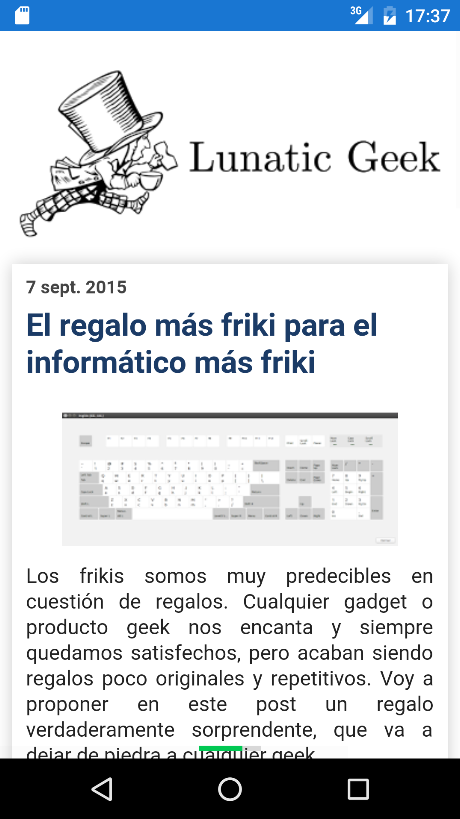 3G 17:37
Lunatic Geek
7 sept. 2015
El regalo más friki para el
informático más friki
Los frikis somos muy predecibles en
cuestión de regalos. Cualquier gadget o
producto geek nos encanta y siempre
quedamos satisfechos, pero acaban siendo
regalos poco originales y repetitivos. Voy a
proponer en este post un regalo
verdaderamente sorprendente, que va a
dejar de piedra a cualquier geek.